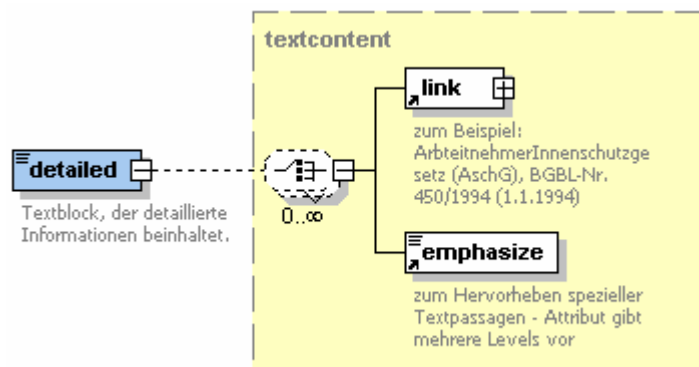 textcontent
link
zum Beispiel:
ArbteitnehmerInnenschutzge
setz (AschG), BGBL-Nr.
450/1994 (1.1.1994)
detailed
Textblock, der detaillierte
Informationen beinhaltet.
0..∞
emphasize
zum Hervorheben spezieller
Textpassagen - Attribut gibt
mehrere Levels vor